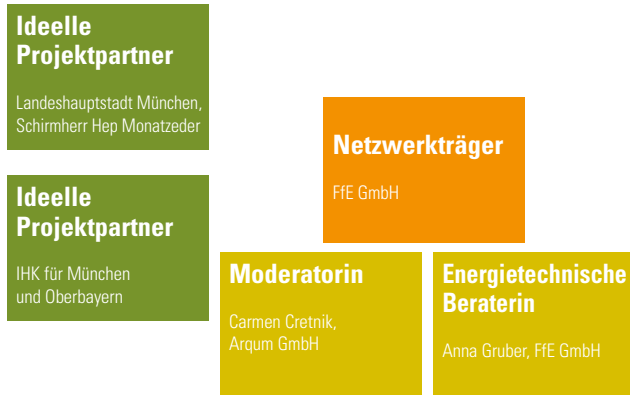 Ideelle
Projektpartner
Landeshauptstadt München,
Schirmherr Hep Monatzeder
Ideelle
Projektpartner
IHK für München
und Oberbayern
Netzwerkträger
FfE GmbH
Moderatorin
Carmen Cretnik,
Arqum GmbH
Energietechnische
Beraterin
Anna Gruber, FfE GmbH